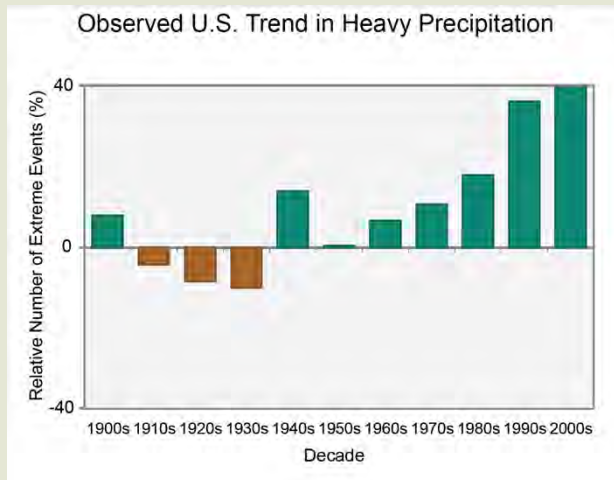 Observed U.S. Trend in Heavy Precipitation
Relative Number of Extreme Events (%)
40
0
-40
1900s 1910s 1920s 1930s 1940s 1950s 1960s 1970s 1980s 1990s 2000s
Decade